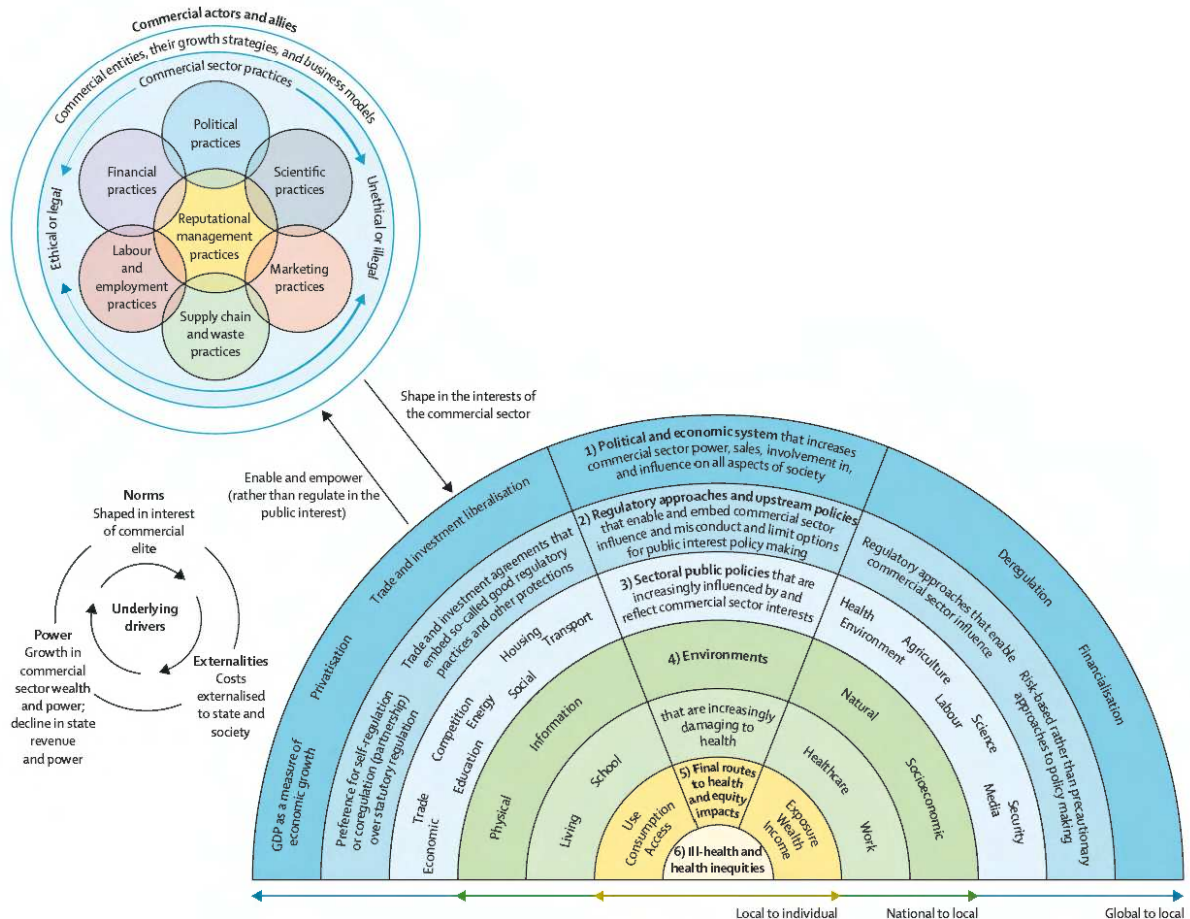 Commercial actors and allies
Commercial entities, their growth strategies, and business models
Commercial sector practices
Ethical or legal
Unethical or illegal
Political
practices
Financial
practices
Scientific
practices
Reputational
management
practices
Labour
and
employment
practices
Marketing
practices
Supply chain
and waste
practices
Shape in the interests of
the commercial sector
Enable and empower
(rather than regulate in the
public interest)
Norms
Shaped in interest
of commercial
elite
Underlying
drivers
Power
Growth in
commercial
sector wealth
and power;
decline in state
revenue
and power
Externalities
Costs
externalised
to state and
society
1) Political and economic system that increases
commercial sector power, sales, involvement in,
and influence on all aspects of society
GDP as a measure of
economic growth
Privatisation
Trade and investment liberalisation
Deregulation
Financialisation
2) Regulatory approaches and upstream policies
that enable and embed commercial sector
influence and misconduct and limit options
for public interest policy making
Preference for self-regulation
or coregulation (partnership)
over statutory regulation
Trade and investment agreements that
embed so-called good regulatory
practices and other protections
Regulatory approaches that enable
commercial sector influence
Risk-based rather than precautionary
approaches to policy making
3) Sectoral public policies that are
increasingly influenced by and
reflect commercial sector interests
Economic
Trade
Education
Competition
Energy
Social
Housing
Transport
Health
Environment
Agriculture
Labour
Science
Media
Security
4) Environments
that are increasingly
damaging to
health
Physical
Information
Natural
Socioeconomic
Living
School
Healthcare
Work
5) Final routes
to health
and equity
impacts
Use
Consumption
Access
Exposure
Wealth
Income
6) Ill-health and
health inequities
Local to individual
National to local
Global to local